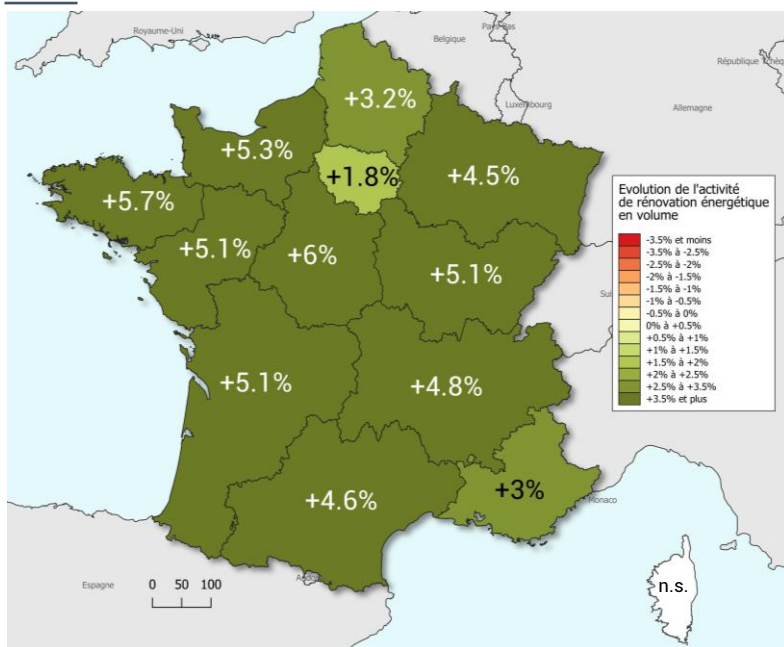 Royaume-Uni
Pays-Bas
Belgique
République Tchèq
Luxembourg
Allemagne
+3.2%
+5.3%
+1.8%
+4.5%
+5.7%
+5.1%
+6%
+5.1%
Evolution de l'activité
de rénovation énergétique
en volume
-3.5% et moins
-3.5% à -2.5%
-2.5% à -2%
-2% à -1.5%
-1.5% à -1%
-1% à -0.5%
-0.5% à 0%
0% à +0.5%
+0.5% à +1%
+1% à +1.5%
+1.5% à +2%
+2% à +2.5%
+2.5% à +3.5%
+3.5% et plus
Sui
+5.1%
+4.8%
+4.6%
+3%
Monaco
Espagne
0 50 100
n.s.